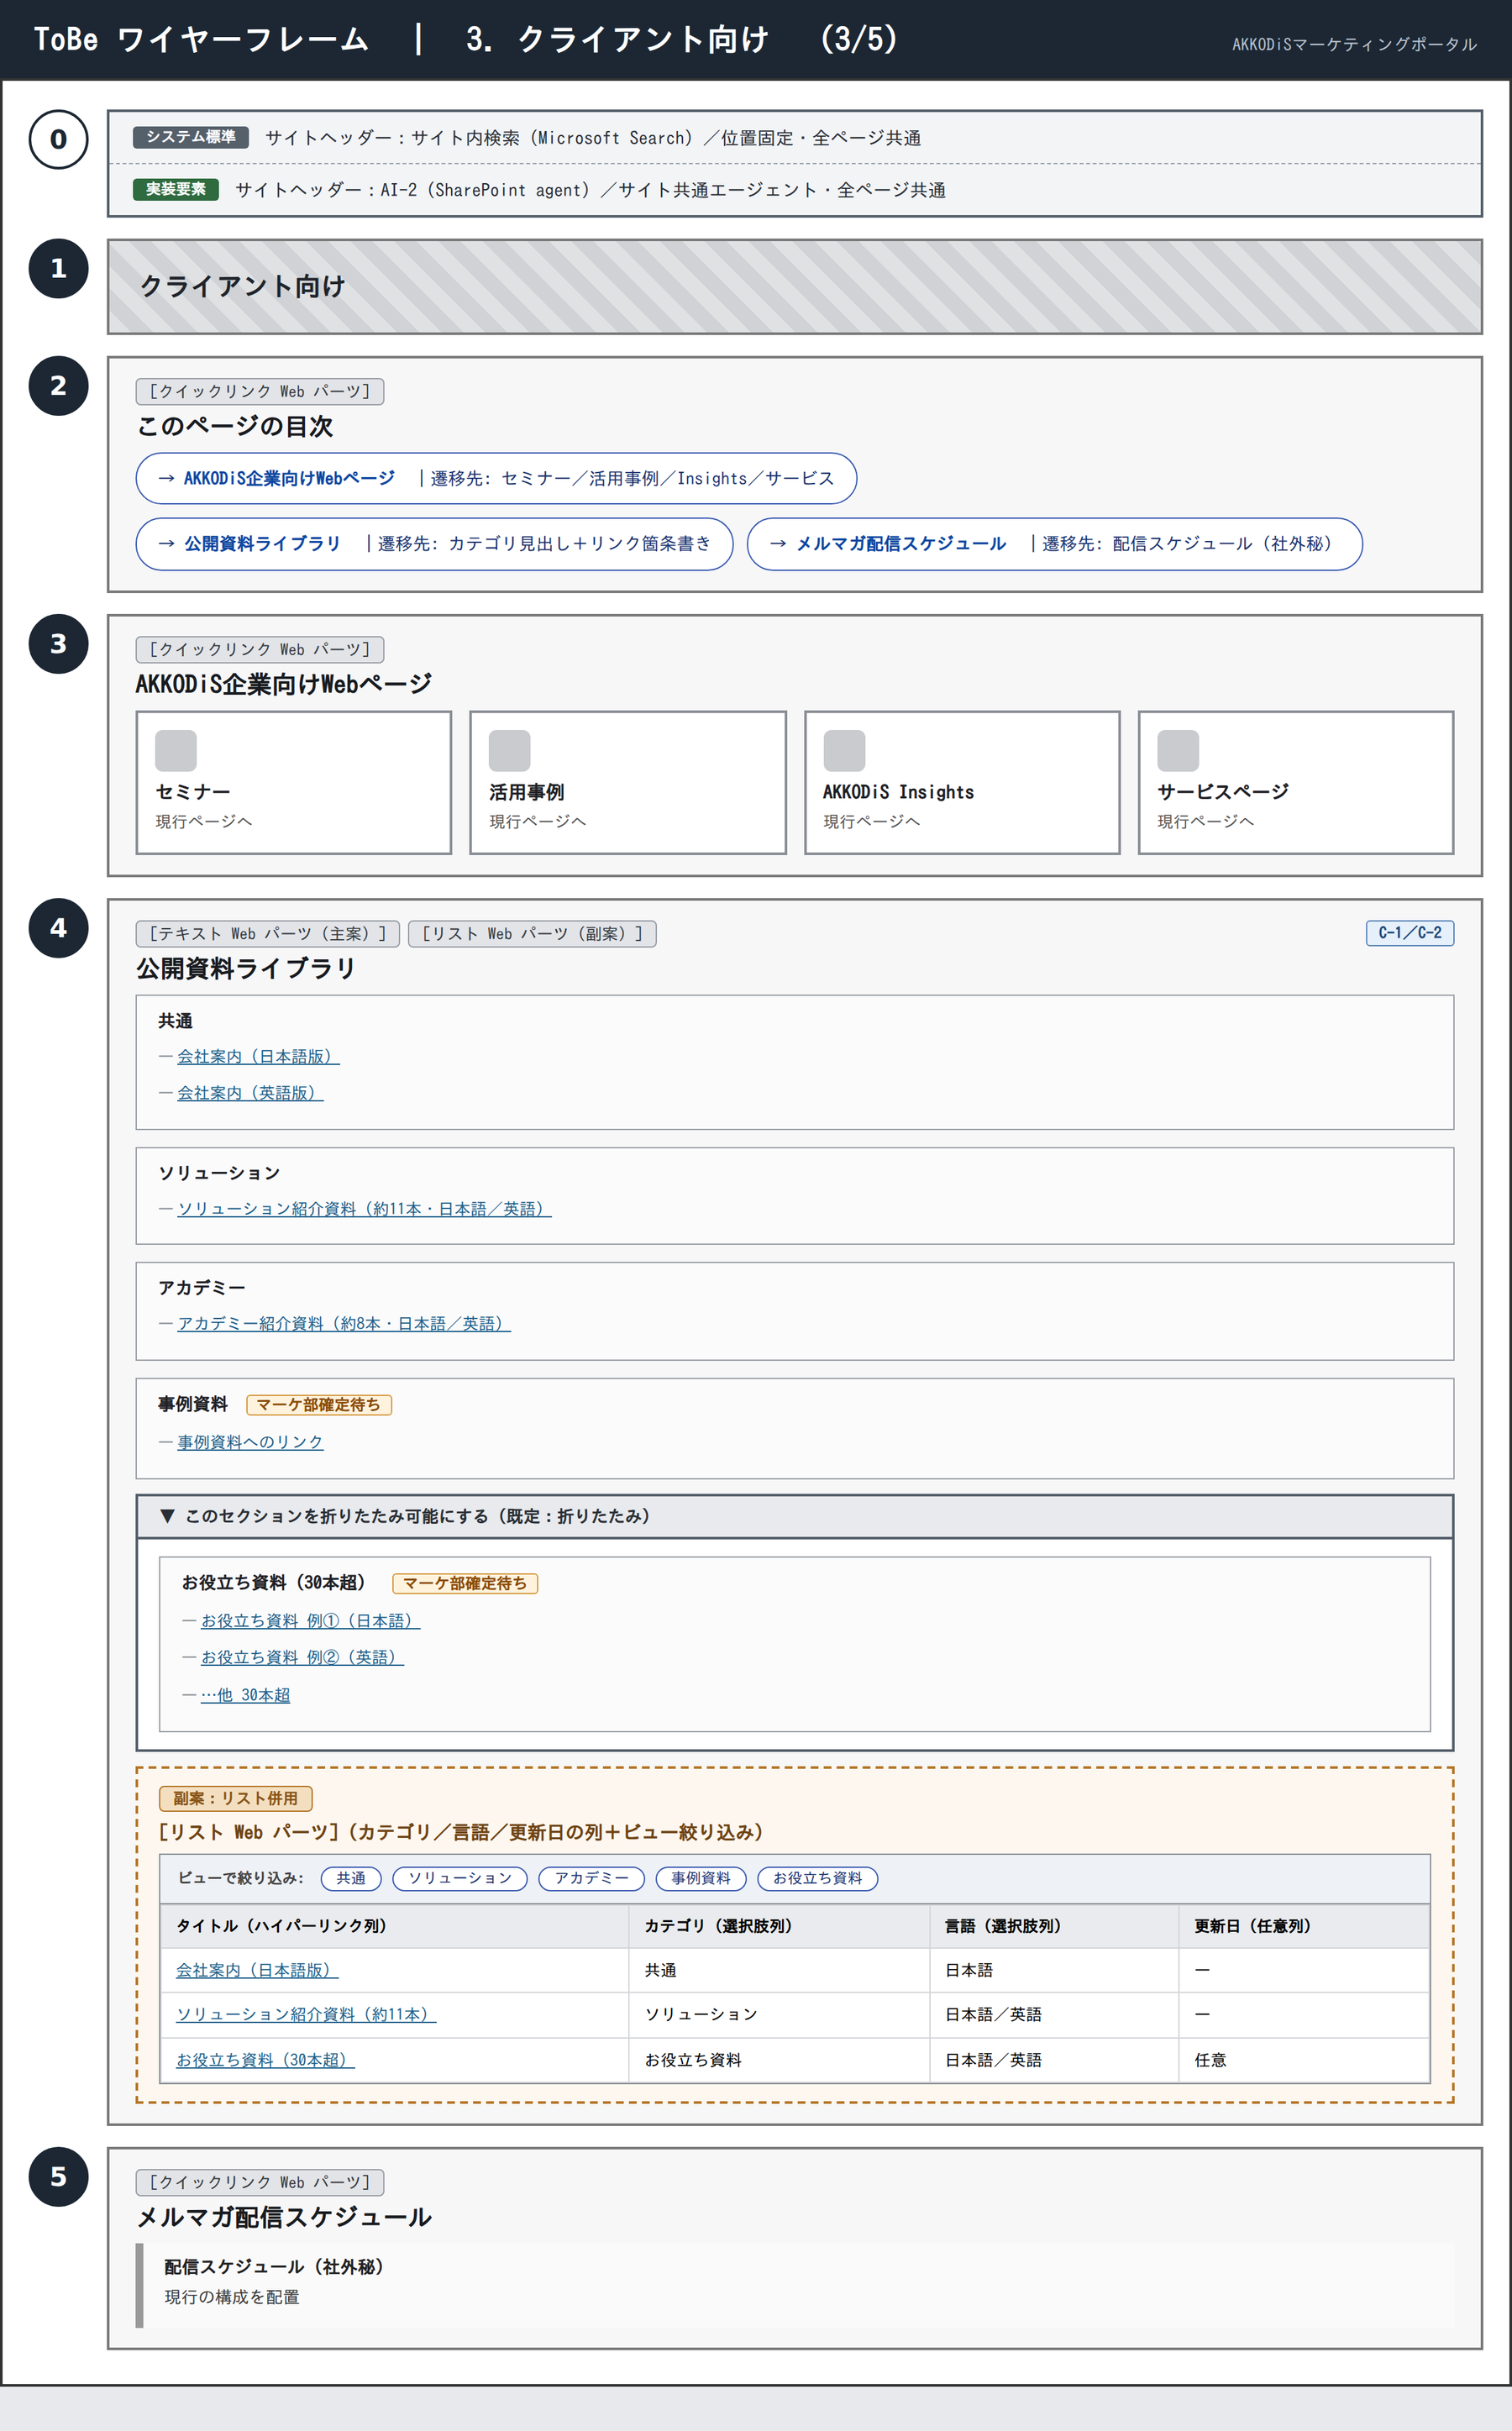 ToBe ワイヤーフレーム ｜ 3. クライアント向け （3/5）
AKKODiSマーケティングポータル
0
システム標準 サイトヘッダー：サイト内検索（Microsoft Search）／位置固定・全ページ共通
実装要素 サイトヘッダー：AI-2（SharePoint agent）／サイト共通エージェント・全ページ共通
1
クライアント向け
2
［クイックリンク Web パーツ］
このページの目次
→ AKKODiS企業向けWebページ ｜遷移先: セミナー／活用事例／Insights／サービス
→ 公開資料ライブラリ ｜遷移先: カテゴリ見出し＋リンク箇条書き
→ メルマガ配信スケジュール ｜遷移先: 配信スケジュール（社外秘）
3
［クイックリンク Web パーツ］
AKKODiS企業向けWebページ
セミナー
現行ページへ
活用事例
現行ページへ
AKKODiS Insights
現行ページへ
サービスページ
現行ページへ
4
［テキスト Web パーツ（主案）］ ［リスト Web パーツ（副案）］
C-1／C-2
公開資料ライブラリ
共通
— 会社案内（日本語版）
— 会社案内（英語版）
ソリューション
— ソリューション紹介資料（約11本・日本語／英語）
アカデミー
— アカデミー紹介資料（約8本・日本語／英語）
事例資料 マーケ部確定待ち
— 事例資料へのリンク
▼ このセクションを折りたたみ可能にする（既定：折りたたみ）
お役立ち資料（30本超） マーケ部確定待ち
— お役立ち資料 例①（日本語）
— お役立ち資料 例②（英語）
— …他 30本超
副案：リスト併用
［リスト Web パーツ］（カテゴリ／言語／更新日の列＋ビュー絞り込み）
ビューで絞り込み: 共通 ソリューション アカデミー 事例資料 お役立ち資料
タイトル（ハイパーリンク列） カテゴリ（選択肢列） 言語（選択肢列） 更新日（任意列）
会社案内（日本語版） 共通 日本語 —
ソリューション紹介資料（約11本） ソリューション 日本語／英語 —
お役立ち資料（30本超） お役立ち資料 日本語／英語 任意
5
［クイックリンク Web パーツ］
メルマガ配信スケジュール
配信スケジュール（社外秘）
現行の構成を配置